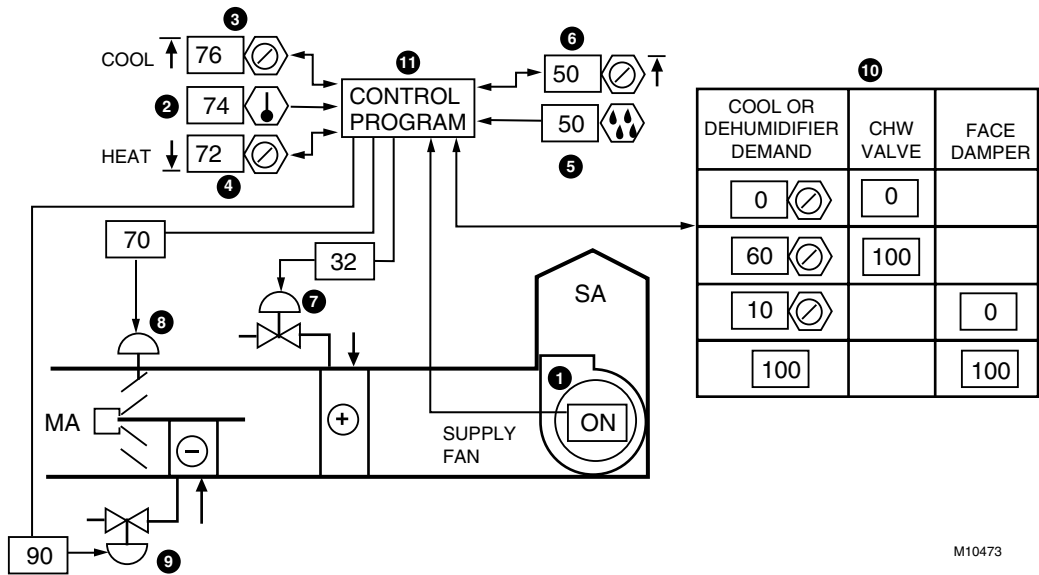 3
COOL
76
6
50
11
CONTROL
PROGRAM
2
74
50
5
HEAT
72
4
10
COOL OR
DEHUMIDIFIER
DEMAND
CHW
VALVE
FACE
DAMPER
0
0
60
100
10
0
100
100
70
32
7
8
SA
1
ON
MA
+
−
SUPPLY
FAN
90
9
M10473